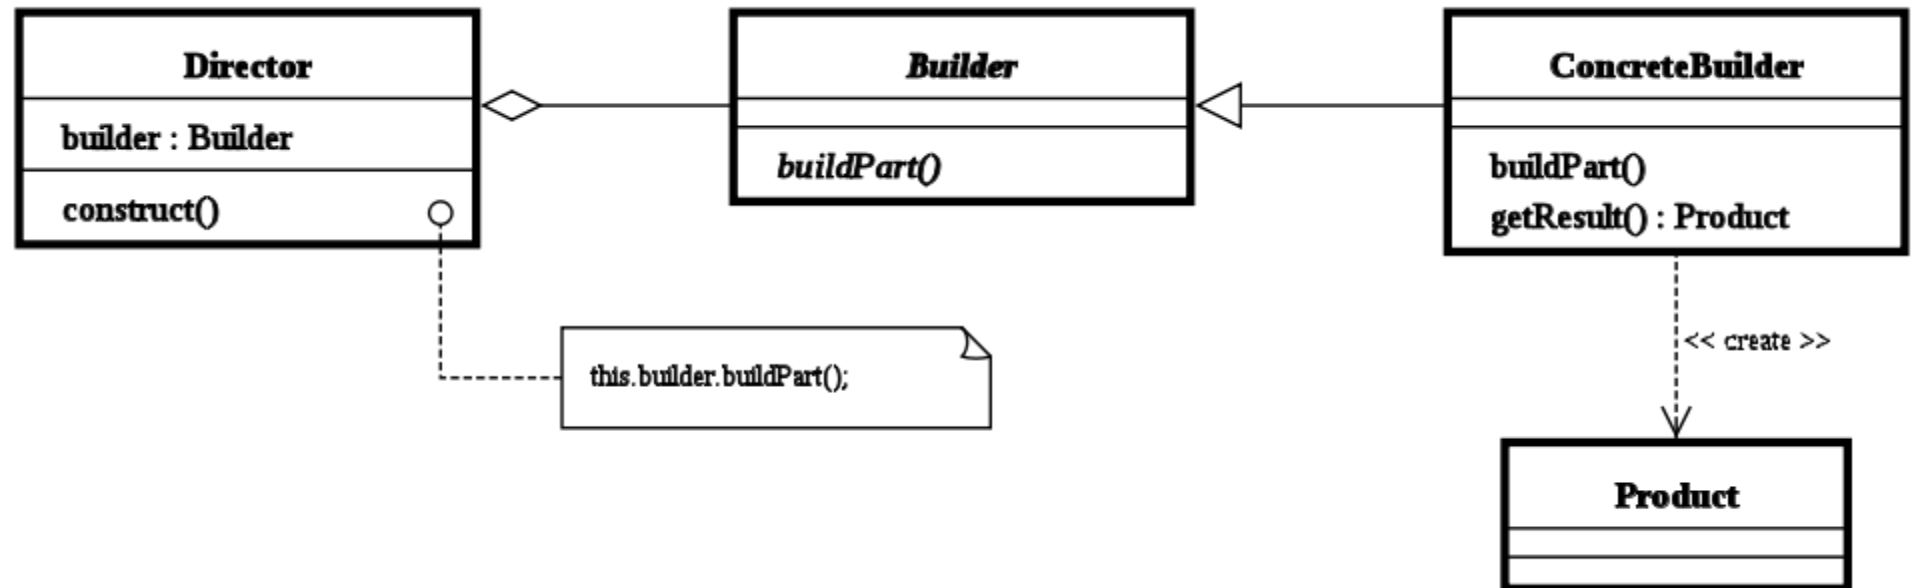 Director
builder : Builder
construct()
Builder
buildPart()
ConcreteBuilder
buildPart()
getResult() : Product
this.builder.buildPart();
<< create >>
Product